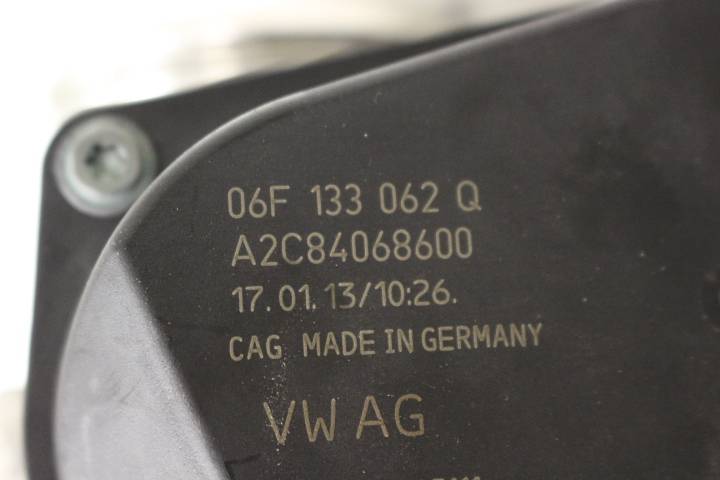 06F 133 062 Q
A2C84068600
17.01.13/10:26.
CAG MADE IN GERMANY
VW AG